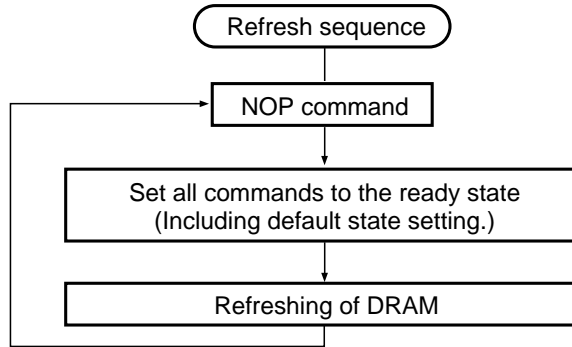 Refresh sequence
NOP command
Set all commands to the ready state
(Including default state setting.)
Refreshing of DRAM